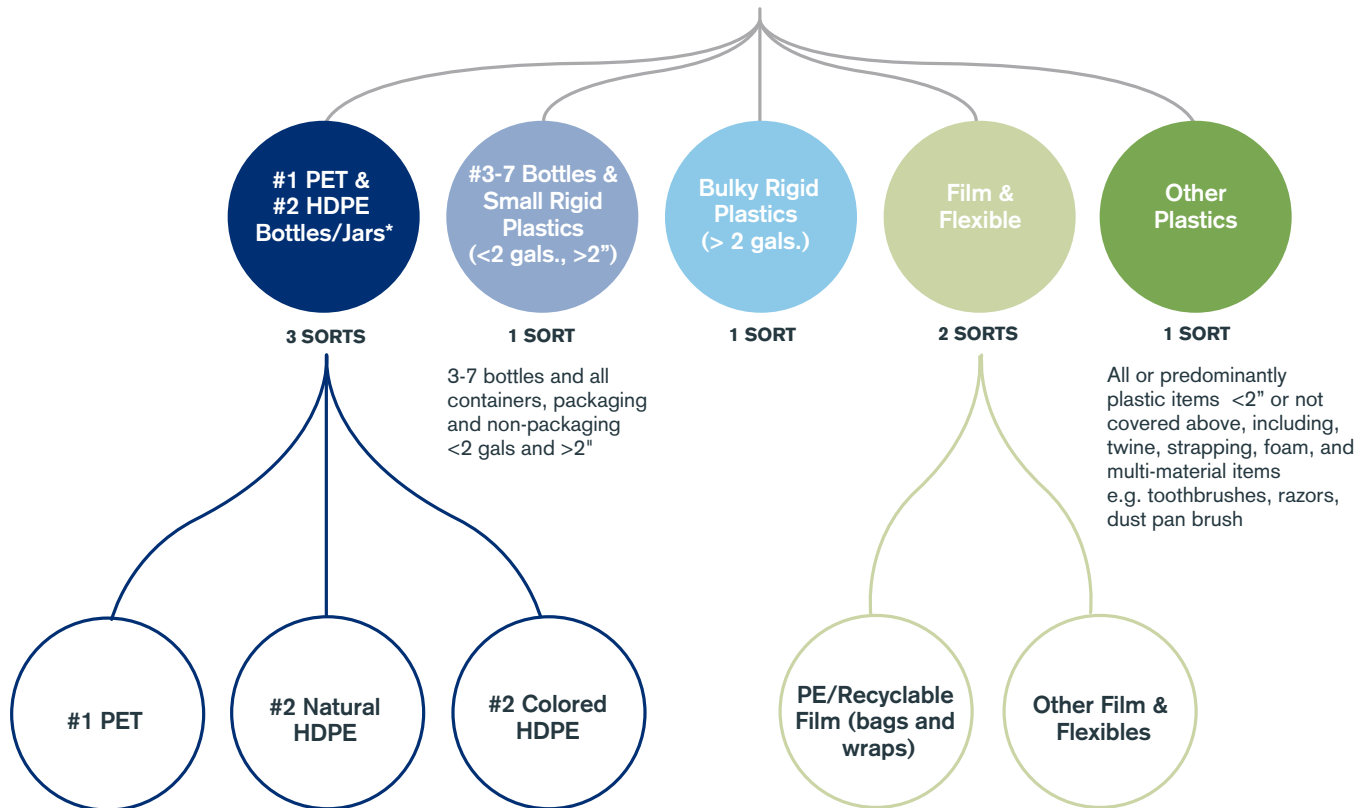 #1 PET &
#2 HDPE
Bottles/Jars*
#3-7 Bottles &
Small Rigid
Plastics
(<2 gals., >2”)
Bulky Rigid
Plastics
(> 2 gals.)
Film &
Flexible
Other
Plastics
3 SORTS
1 SORT
1 SORT
2 SORTS
1 SORT
3-7 bottles and all
containers, packaging
and non-packaging
<2 gals and >2"
All or predominantly
plastic items <2” or not
covered above, including,
twine, strapping, foam, and
multi-material items
e.g. toothbrushes, razors,
dust pan brush
#1 PET
#2 Natural
HDPE
#2 Colored
HDPE
PE/Recyclable
Film (bags and
wraps)
Other Film &
Flexibles